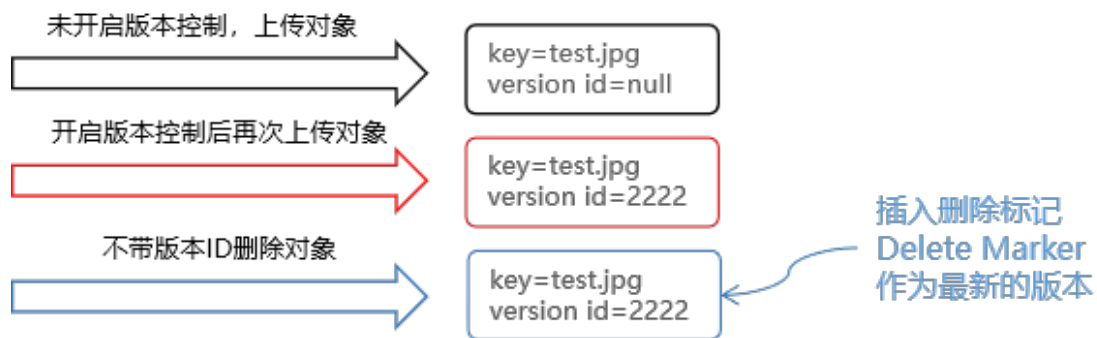 未开启版本控制，上传对象
key=test.jpg
version id=null
开启版本控制后再次上传对象
key=test.jpg
version id=2222
不带版本ID删除对象
key=test.jpg
version id=2222
插入删除标记
Delete Marker
作为最新的版本